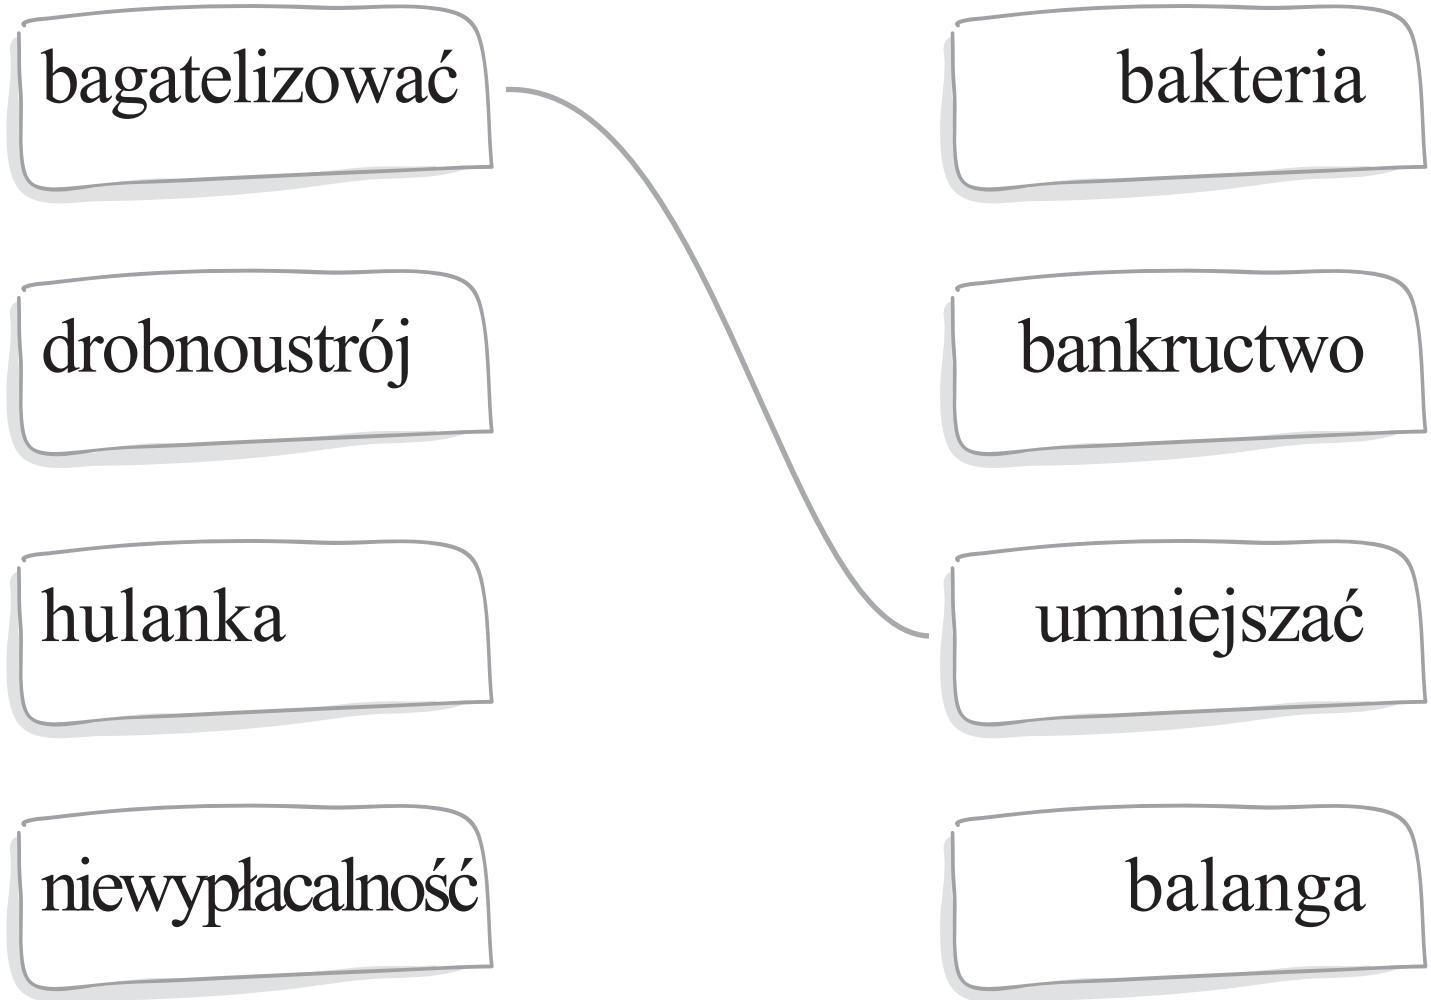 bagatelizować
bakteria
drobnoustrój
bankructwo
hulanka
umniejszać
niewypłacalność
balanga